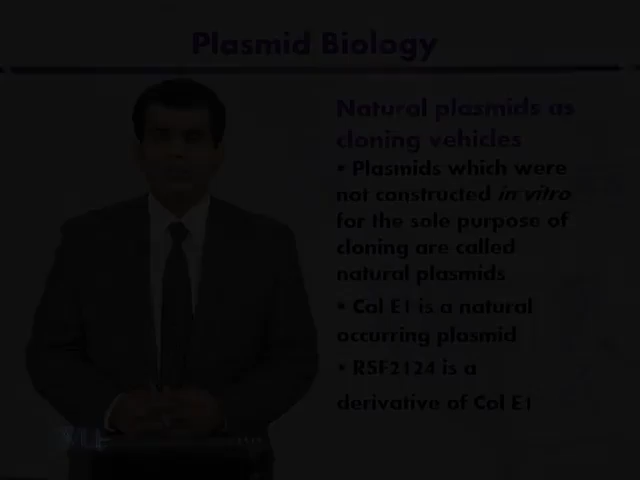 Plasmid Biology
Natural plasmids as
cloning vehicles
• Plasmids which were
not constructed in vitro
for the sole purpose of
cloning are called
natural plasmids
• Cal E1 is a natural
occurring plasmid
• RSF2124 is a
derivative of Col E1